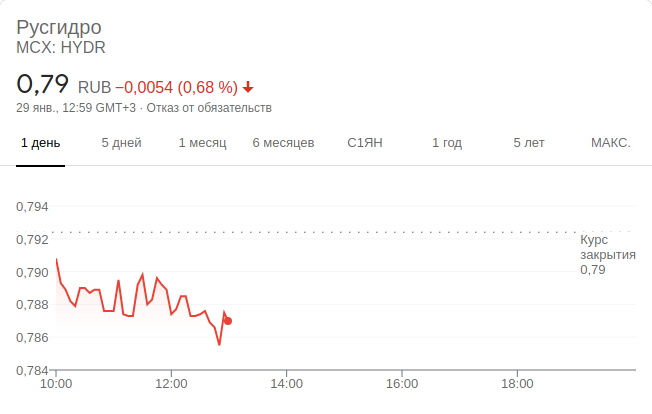 Русгидро
MCX: HYDR
0,79 RUB −0,0054 (0,68 %)
29 янв., 12:59 GMT+3 · Отказ от обязательств
1 день 5 дней 1 месяц 6 месяцев С1ЯН 1 год 5 лет МАКС.
0,794
0,792
0,790
0,788
0,786
0,784
Курс
закрытия
0,79
10:00 12:00 14:00 16:00 18:00